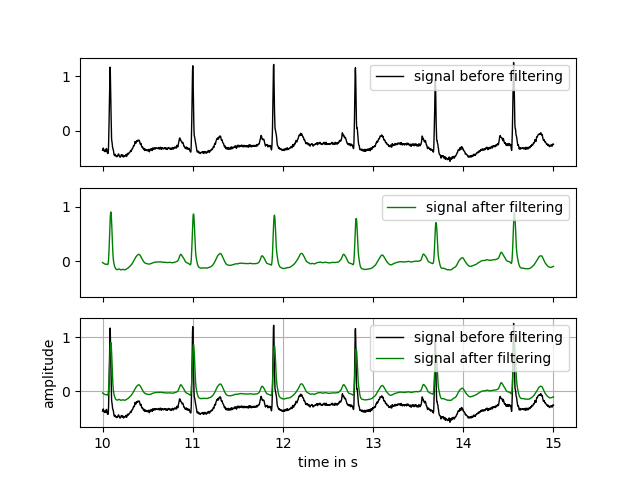 1
signal before filtering
0
1
signal after filtering
0
1
signal before filtering
signal after filtering
0
amplitude
10 11 12 13 14 15
time in s